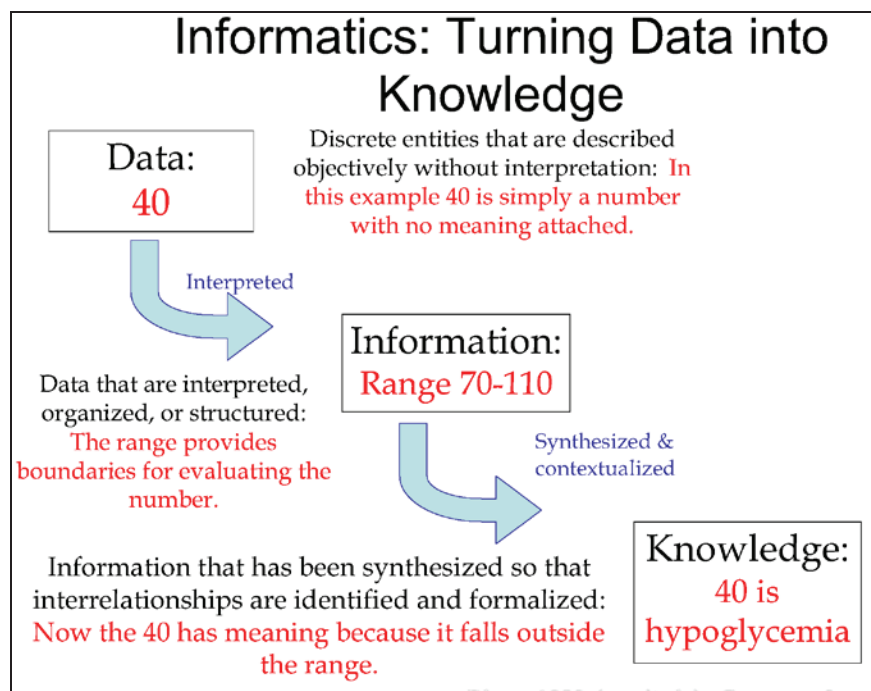 Informatics: Turning Data into
Knowledge
Data:
40
Discrete entities that are described
objectively without interpretation: In
this example 40 is simply a number
with no meaning attached.
Interpreted
Information:
Range 70-110
Data that are interpreted,
organized, or structured:
The range provides
boundaries for evaluating the
number.
Synthesized &
contextualized
Knowledge:
40 is
hypoglycemia
Information that has been synthesized so that
interrelationships are identified and formalized:
Now the 40 has meaning because it falls outside
the range.